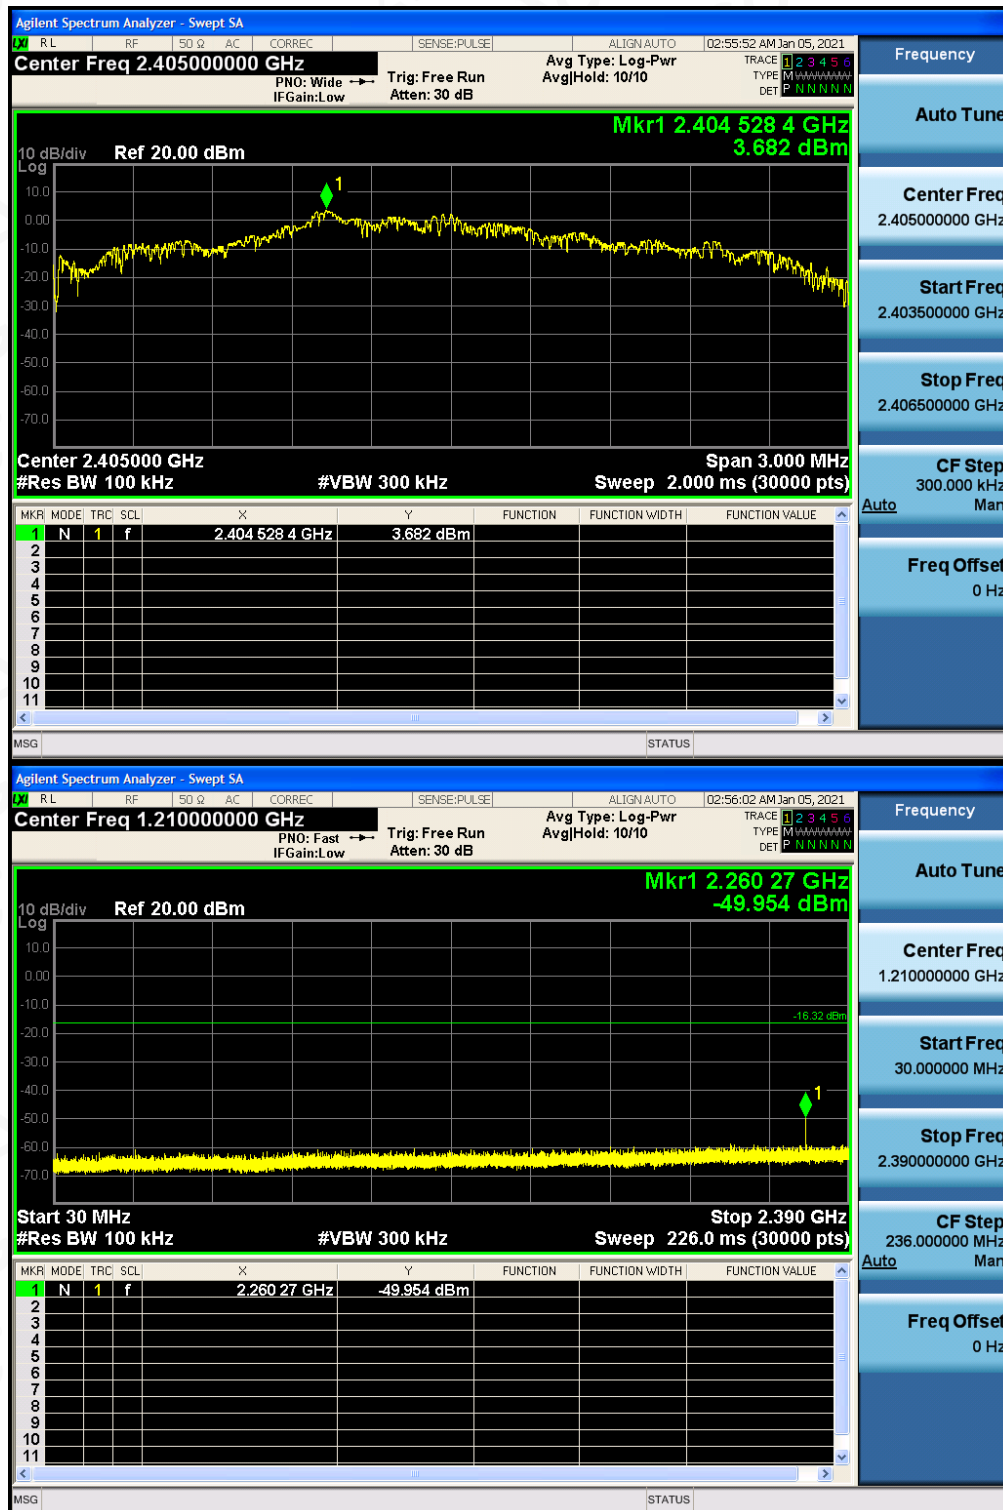 Agilent Spectrum Analyzer - Swept SA
LXI RL RF 50 Ω AC CORREC SENSE:PULSE ALIGN AUTO 02:55:52 AM Jan 05, 2021
Center Freq 2.405000000 GHz
PNO: Wide
IFGain:Low
Trig: Free Run
Atten: 30 dB
Avg Type: Log-Pwr
Avg|Hold: 10/10
TRACE 1 2 3 4 5 6
TYPE M WWWWW
DET P N N N N N
Mkr1 2.404 528 4 GHz
3.682 dBm
10 dB/div Ref 20.00 dBm
Log
10.0
0.00
-10.0
-20.0
-30.0
-40.0
-50.0
-60.0
-70.0
1
Center 2.405000 GHz Span 3.000 MHz
#Res BW 100 kHz #VBW 300 kHz Sweep 2.000 ms (30000 pts)
MKR MODE TRC SCL X Y FUNCTION FUNCTION WIDTH FUNCTION VALUE
1 N 1 f 2.404 528 4 GHz 3.682 dBm
2
3
4
5
6
7
8
9
10
11
MSG STATUS
Frequency
Auto Tune
Center Freq
2.405000000 GHz
Start Freq
2.403500000 GHz
Stop Freq
2.406500000 GHz
CF Step
300.000 kHz
Auto Man
Freq Offset
0 Hz
Agilent Spectrum Analyzer - Swept SA
LXI RL RF 50 Ω AC CORREC SENSE:PULSE ALIGN AUTO 02:56:02 AM Jan 05, 2021
Center Freq 1.210000000 GHz
PNO: Fast
IFGain:Low
Trig: Free Run
Atten: 30 dB
Avg Type: Log-Pwr
Avg|Hold: 10/10
TRACE 1 2 3 4 5 6
TYPE M WWWWW
DET P N N N N N
Mkr1 2.260 27 GHz
-49.954 dBm
10 dB/div Ref 20.00 dBm
Log
10.0
0.00
-10.0
-20.0
-30.0
-40.0
-50.0
-60.0
-70.0
-16.32 dBm
1
Start 30 MHz Stop 2.390 GHz
#Res BW 100 kHz #VBW 300 kHz Sweep 226.0 ms (30000 pts)
MKR MODE TRC SCL X Y FUNCTION FUNCTION WIDTH FUNCTION VALUE
1 N 1 f 2.260 27 GHz -49.954 dBm
2
3
4
5
6
7
8
9
10
11
MSG STATUS
Frequency
Auto Tune
Center Freq
1.210000000 GHz
Start Freq
30.000000 MHz
Stop Freq
2.390000000 GHz
CF Step
236.000000 MHz
Auto Man
Freq Offset
0 Hz